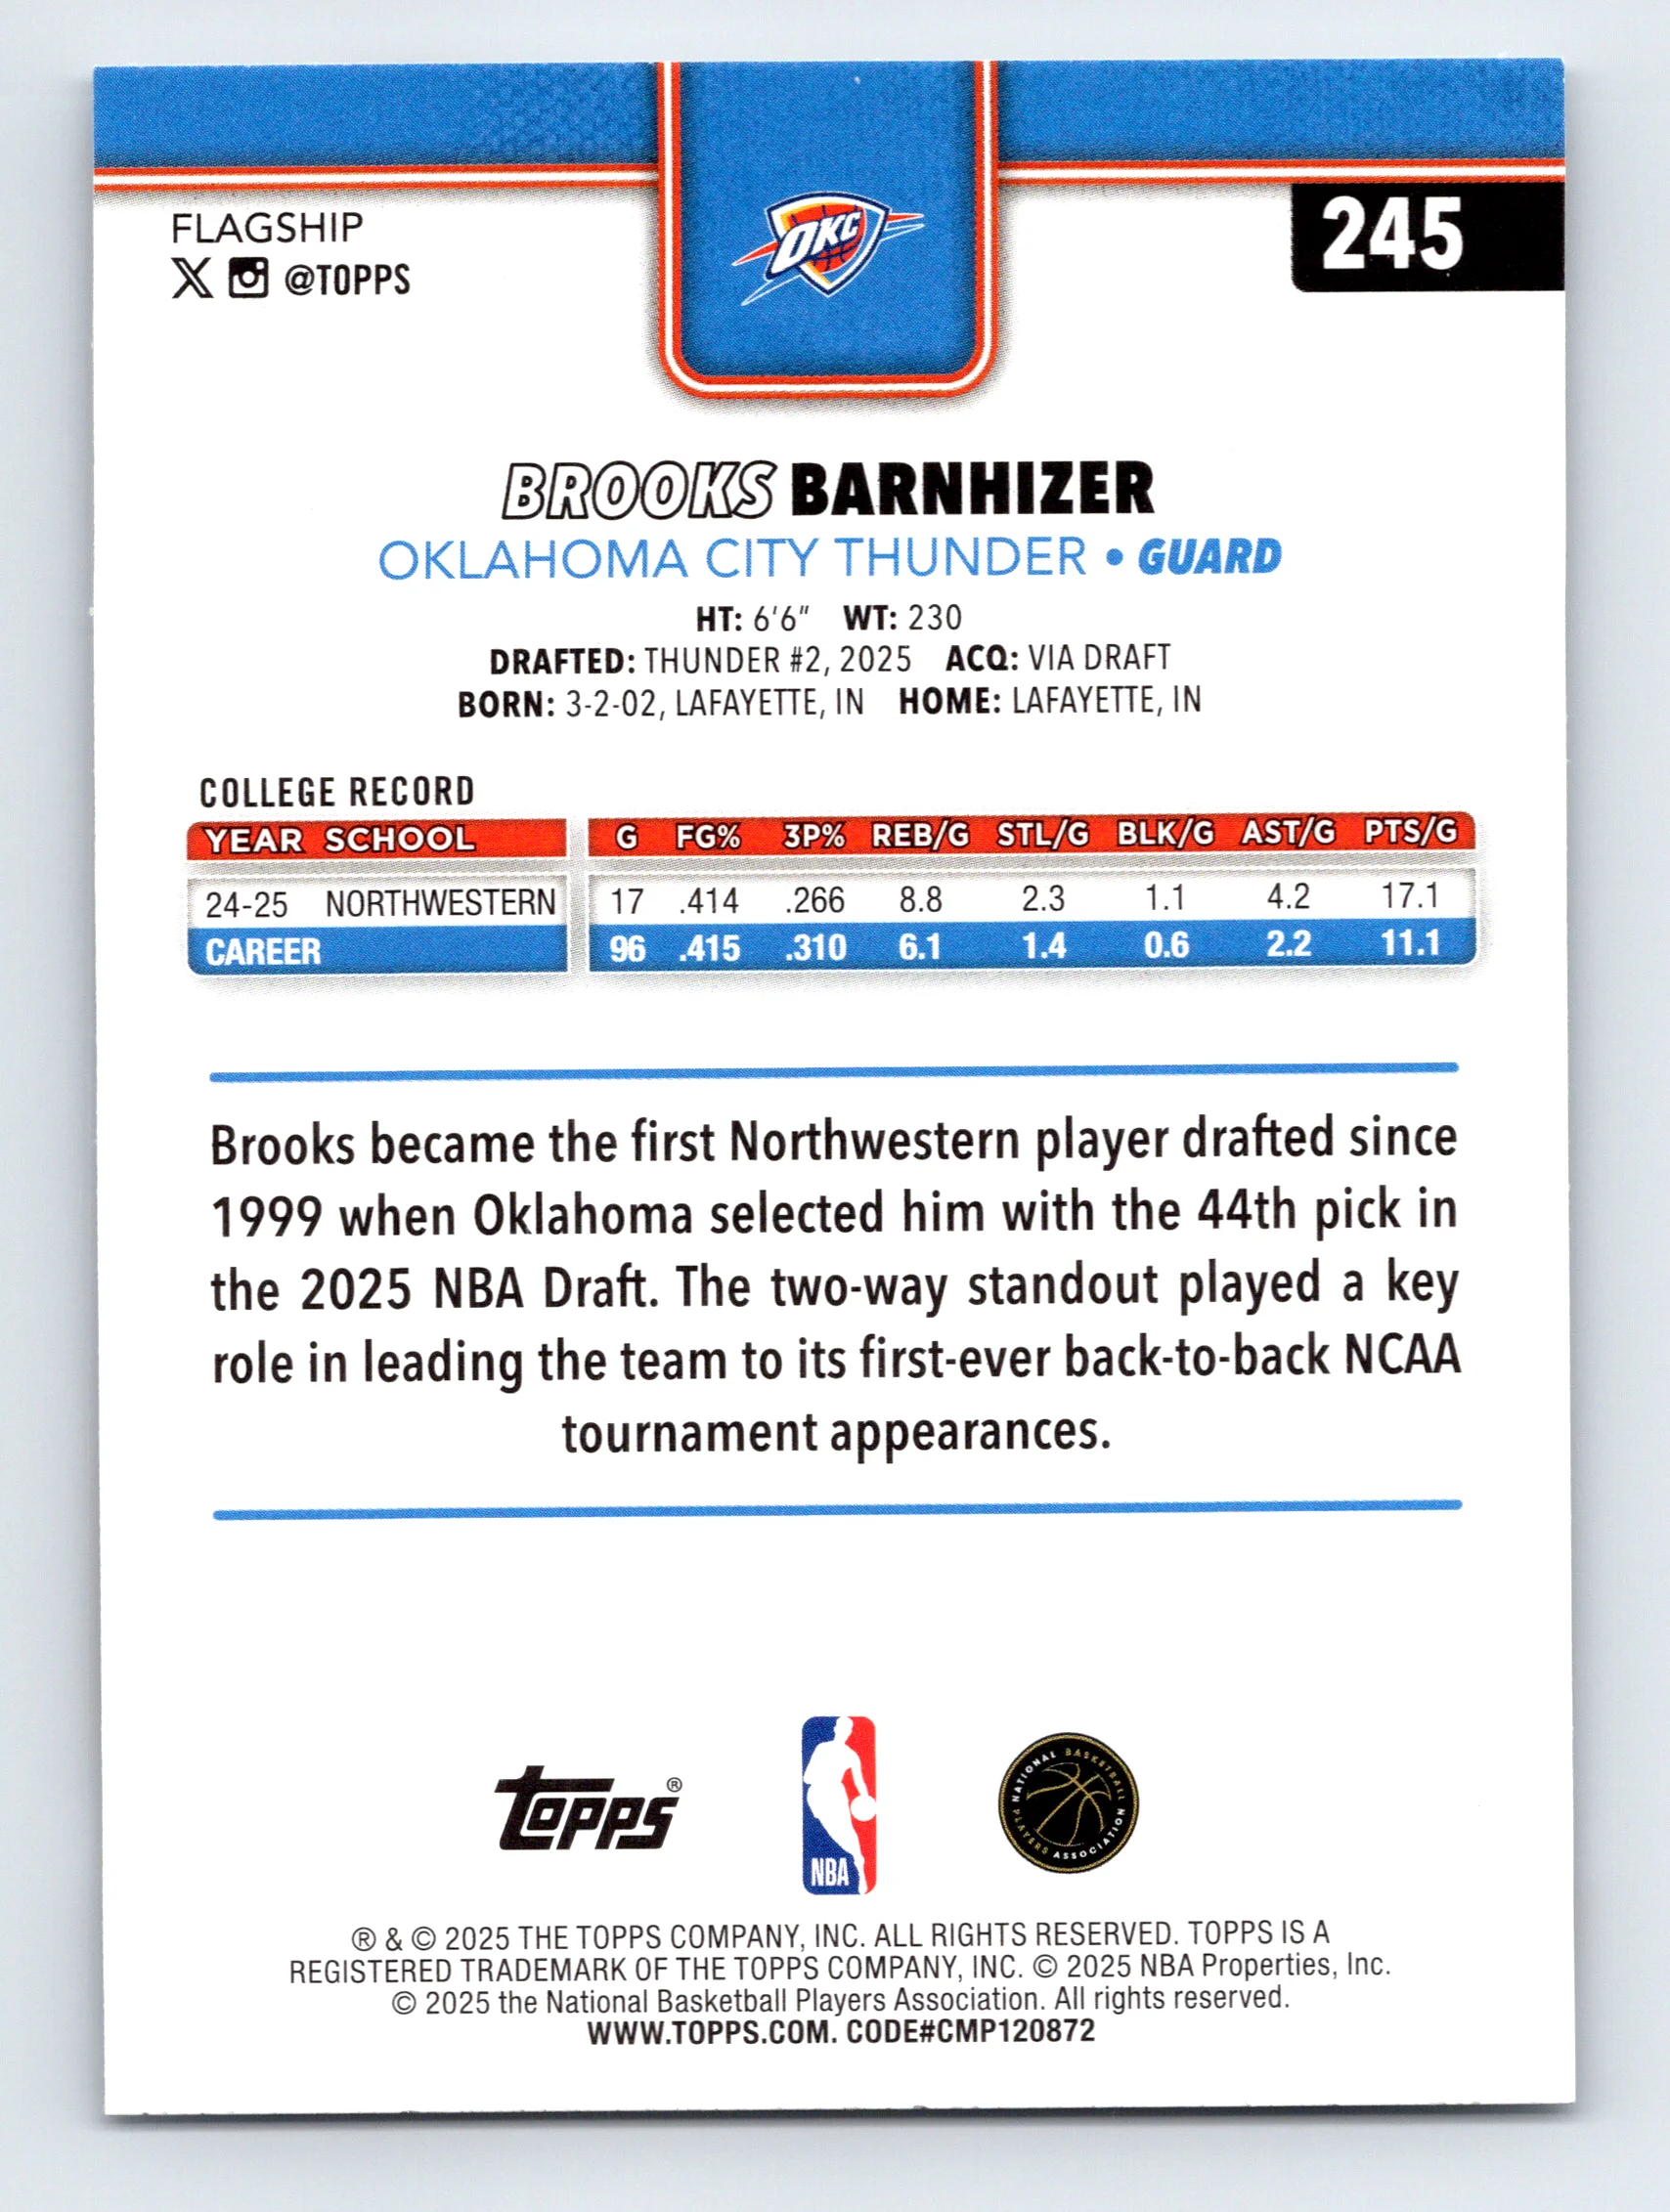 FLAGSHIP
@TOPPS
OKC
245
BROOKS BARNHIZER
OKLAHOMA CITY THUNDER • GUARD
HT: 6'6" WT: 230
DRAFTED: THUNDER #2, 2025 ACQ: VIA DRAFT
BORN: 3-2-02, LAFAYETTE, IN HOME: LAFAYETTE, IN
COLLEGE RECORD
YEAR SCHOOL G FG% 3P% REB/G STL/G BLK/G AST/G PTS/G
24-25 NORTHWESTERN 17 .414 .266 8.8 2.3 1.1 4.2 17.1
CAREER 96 .415 .310 6.1 1.4 0.6 2.2 11.1
Brooks became the first Northwestern player drafted since
1999 when Oklahoma selected him with the 44th pick in
the 2025 NBA Draft. The two-way standout played a key
role in leading the team to its first-ever back-to-back NCAA
tournament appearances.
Topps®
NBA
NATIONAL BASKETBALL PLAYERS ASSOCIATION
® & © 2025 THE TOPPS COMPANY, INC. ALL RIGHTS RESERVED. TOPPS IS A
REGISTERED TRADEMARK OF THE TOPPS COMPANY, INC. © 2025 NBA Properties, Inc.
© 2025 the National Basketball Players Association. All rights reserved.
WWW.TOPPS.COM. CODE#CMP120872